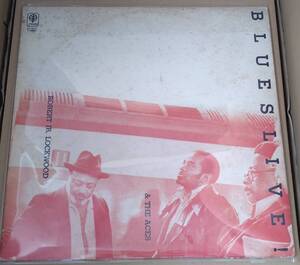 BLUES LIVE!
ROBERT JR. LOCKWOOD
& THE ACES